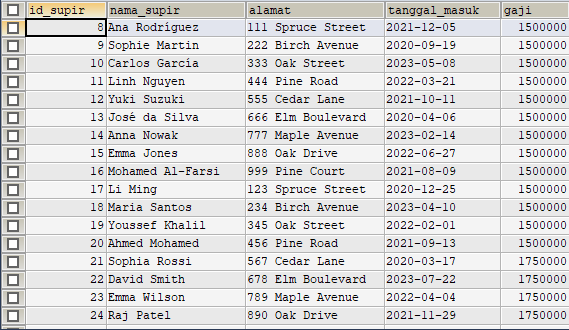 id_supir nama_supir alamat tanggal_masuk gaji
8 Ana Rodríguez 111 Spruce Street 2021-12-05 1500000
9 Sophie Martin 222 Birch Avenue 2020-09-19 1500000
10 Carlos García 333 Oak Street 2023-05-08 1500000
11 Linh Nguyen 444 Pine Road 2022-03-21 1500000
12 Yuki Suzuki 555 Cedar Lane 2021-10-11 1500000
13 José da Silva 666 Elm Boulevard 2020-04-06 1500000
14 Anna Nowak 777 Maple Avenue 2023-02-14 1500000
15 Emma Jones 888 Oak Drive 2022-06-27 1500000
16 Mohamed Al-Farsi 999 Pine Court 2021-08-09 1500000
17 Li Ming 123 Spruce Street 2020-12-25 1500000
18 Maria Santos 234 Birch Avenue 2023-04-10 1500000
19 Youssef Khalil 345 Oak Street 2022-02-01 1500000
20 Ahmed Mohamed 456 Pine Road 2021-09-13 1500000
21 Sophia Rossi 567 Cedar Lane 2020-03-17 1750000
22 David Smith 678 Elm Boulevard 2023-07-22 1750000
23 Emma Wilson 789 Maple Avenue 2022-04-04 1750000
24 Raj Patel 890 Oak Drive 2021-11-29 1750000